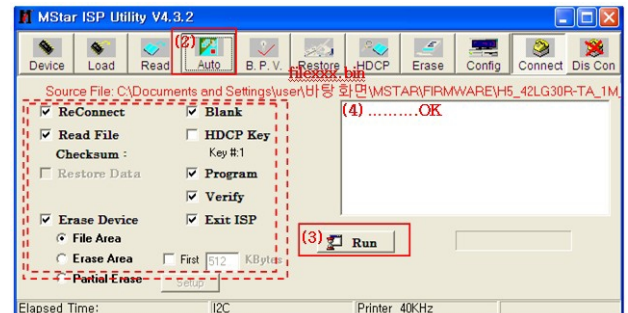 MStar ISP Utility V4.3.2
(2)
Device Load Read Auto B. P. V. Restore HDCP Erase Config Connect Dis Con
filexxx.bin
Source File: C:\Documents and Settings\user\바탕 화면\MSTAR\FIRMWARE\H5_42LG30R-TA_1M_
ReConnect Blank (4) ..........OK
Read File HDCP Key
Checksum : Key #:1
Restore Data Program
Verify
Erase Device Exit ISP
File Area (3) Run
Erase Area First 512 KBytes
Partial Erase Setup
Elapsed Time: I2C Printer 40KHz